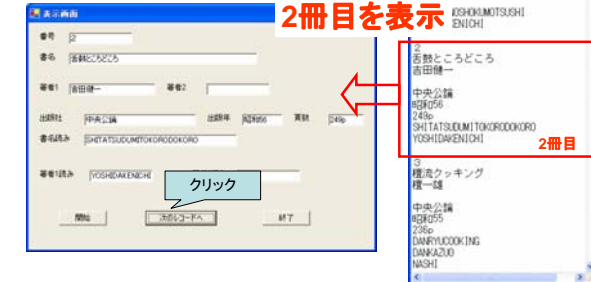 表示画面
2冊目を表示
番号 2
書名 舌鼓ところどころ
著者1 吉田健一 著者2
出版社 中央公論 出版年 昭和56 頁数 249p
書名読み SHITATSUDUMITOKORODOKORO
著者1読み YOSHIDAKENICHI
クリック
開始 次のレコードへ 終了
ENICHI
2
舌鼓ところどころ
吉田健一
中央公論
昭和56
249p
SHITATSUDUMITOKORODOKORO
YOSHIDAKENICHI
2冊目
3
檀流クッキング
檀一雄
中央公論
昭和55
236p
DANRYUCOOKING
DANKAZUO
NASHI